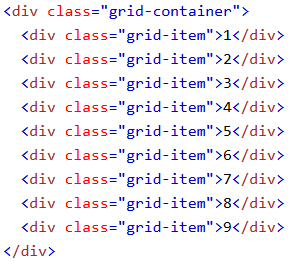 <div class="grid-container">
  <div class="grid-item">1</div>
  <div class="grid-item">2</div>
  <div class="grid-item">3</div>
  <div class="grid-item">4</div>
  <div class="grid-item">5</div>
  <div class="grid-item">6</div>
  <div class="grid-item">7</div>
  <div class="grid-item">8</div>
  <div class="grid-item">9</div>
</div>